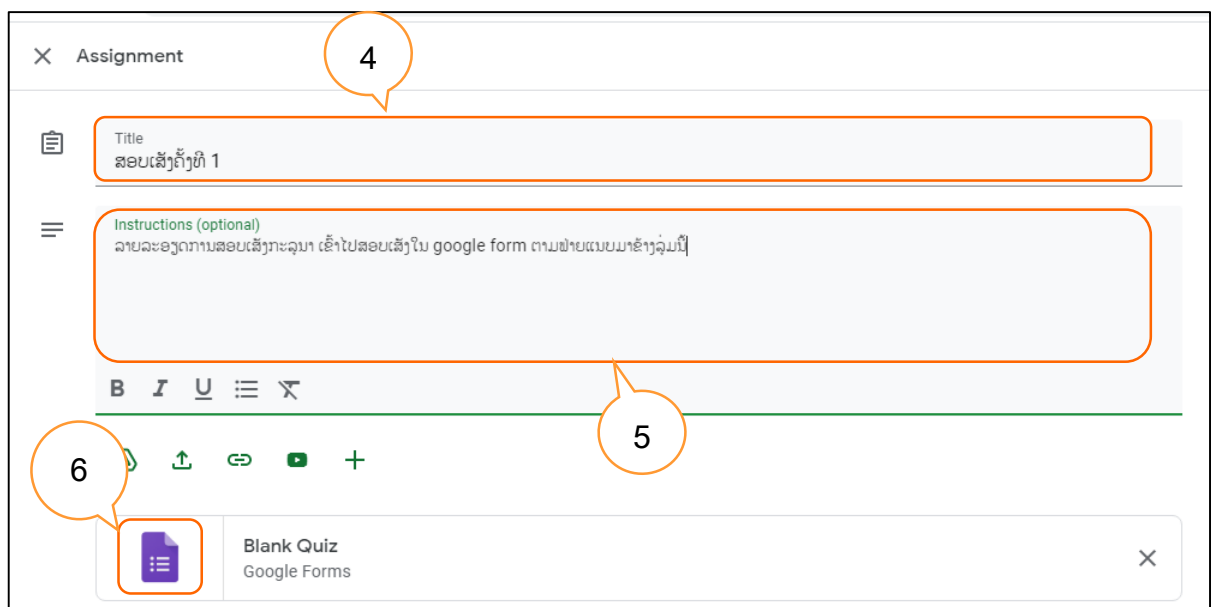 4
Assignment
Title
ສອບເສັງຄັ້ງທີ 1
Instructions (optional)
ລາຍລະອຽດການສອບເສັງກະລຸນາ ເຂົ້າໄປສອບເສັງໃນ google form ຕາມຟາຍແນບມາຂ້າງລຸ່ມນີ້
B I U
5
6
Blank Quiz
Google Forms